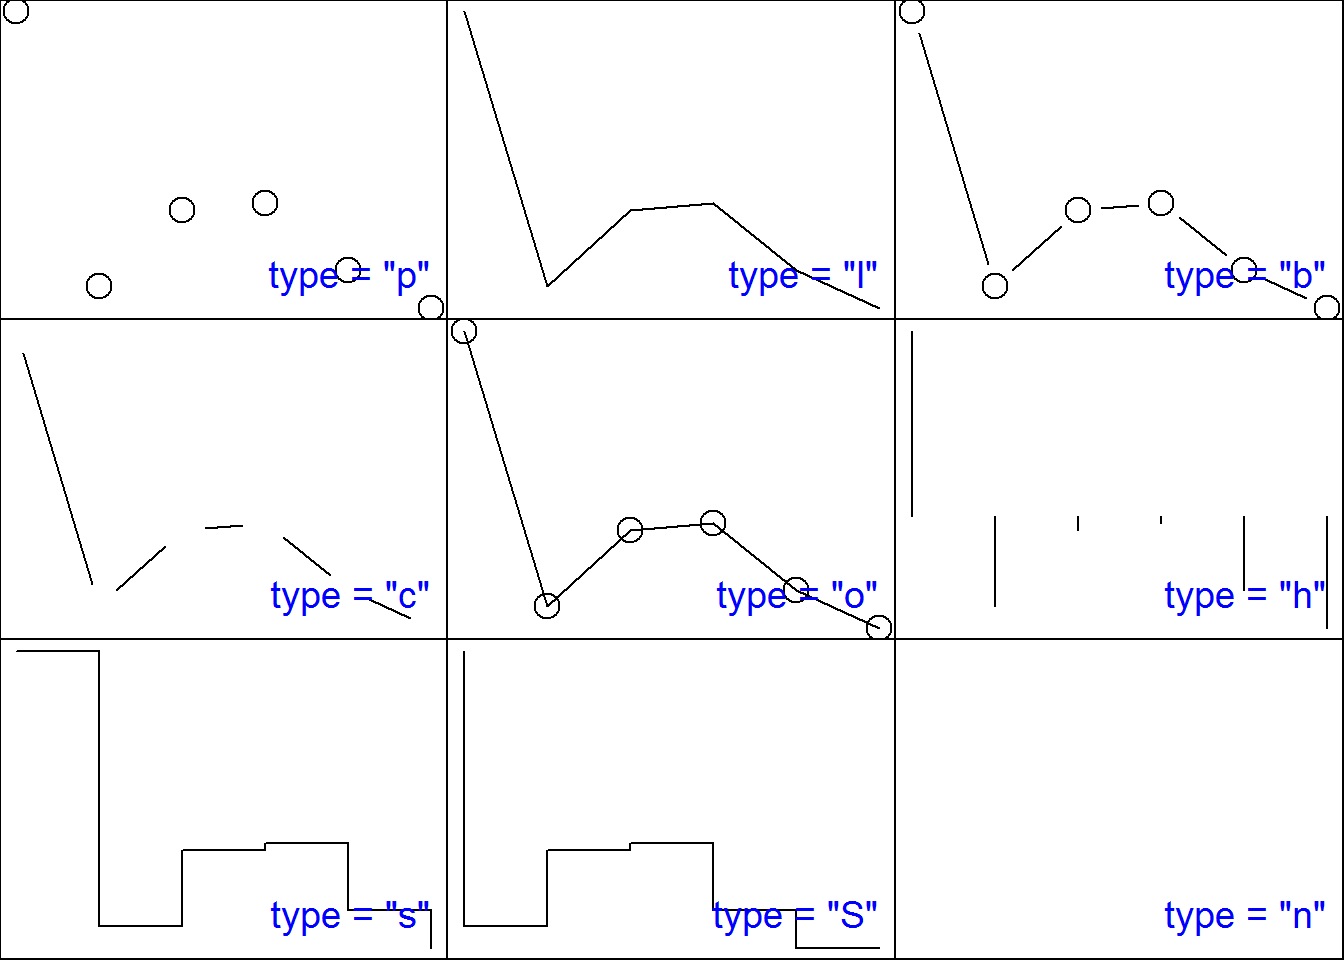 type = "p"
type = "l"
type = "b"
type = "c"
type = "o"
type = "h"
type = "s"
type = "S"
type = "n"